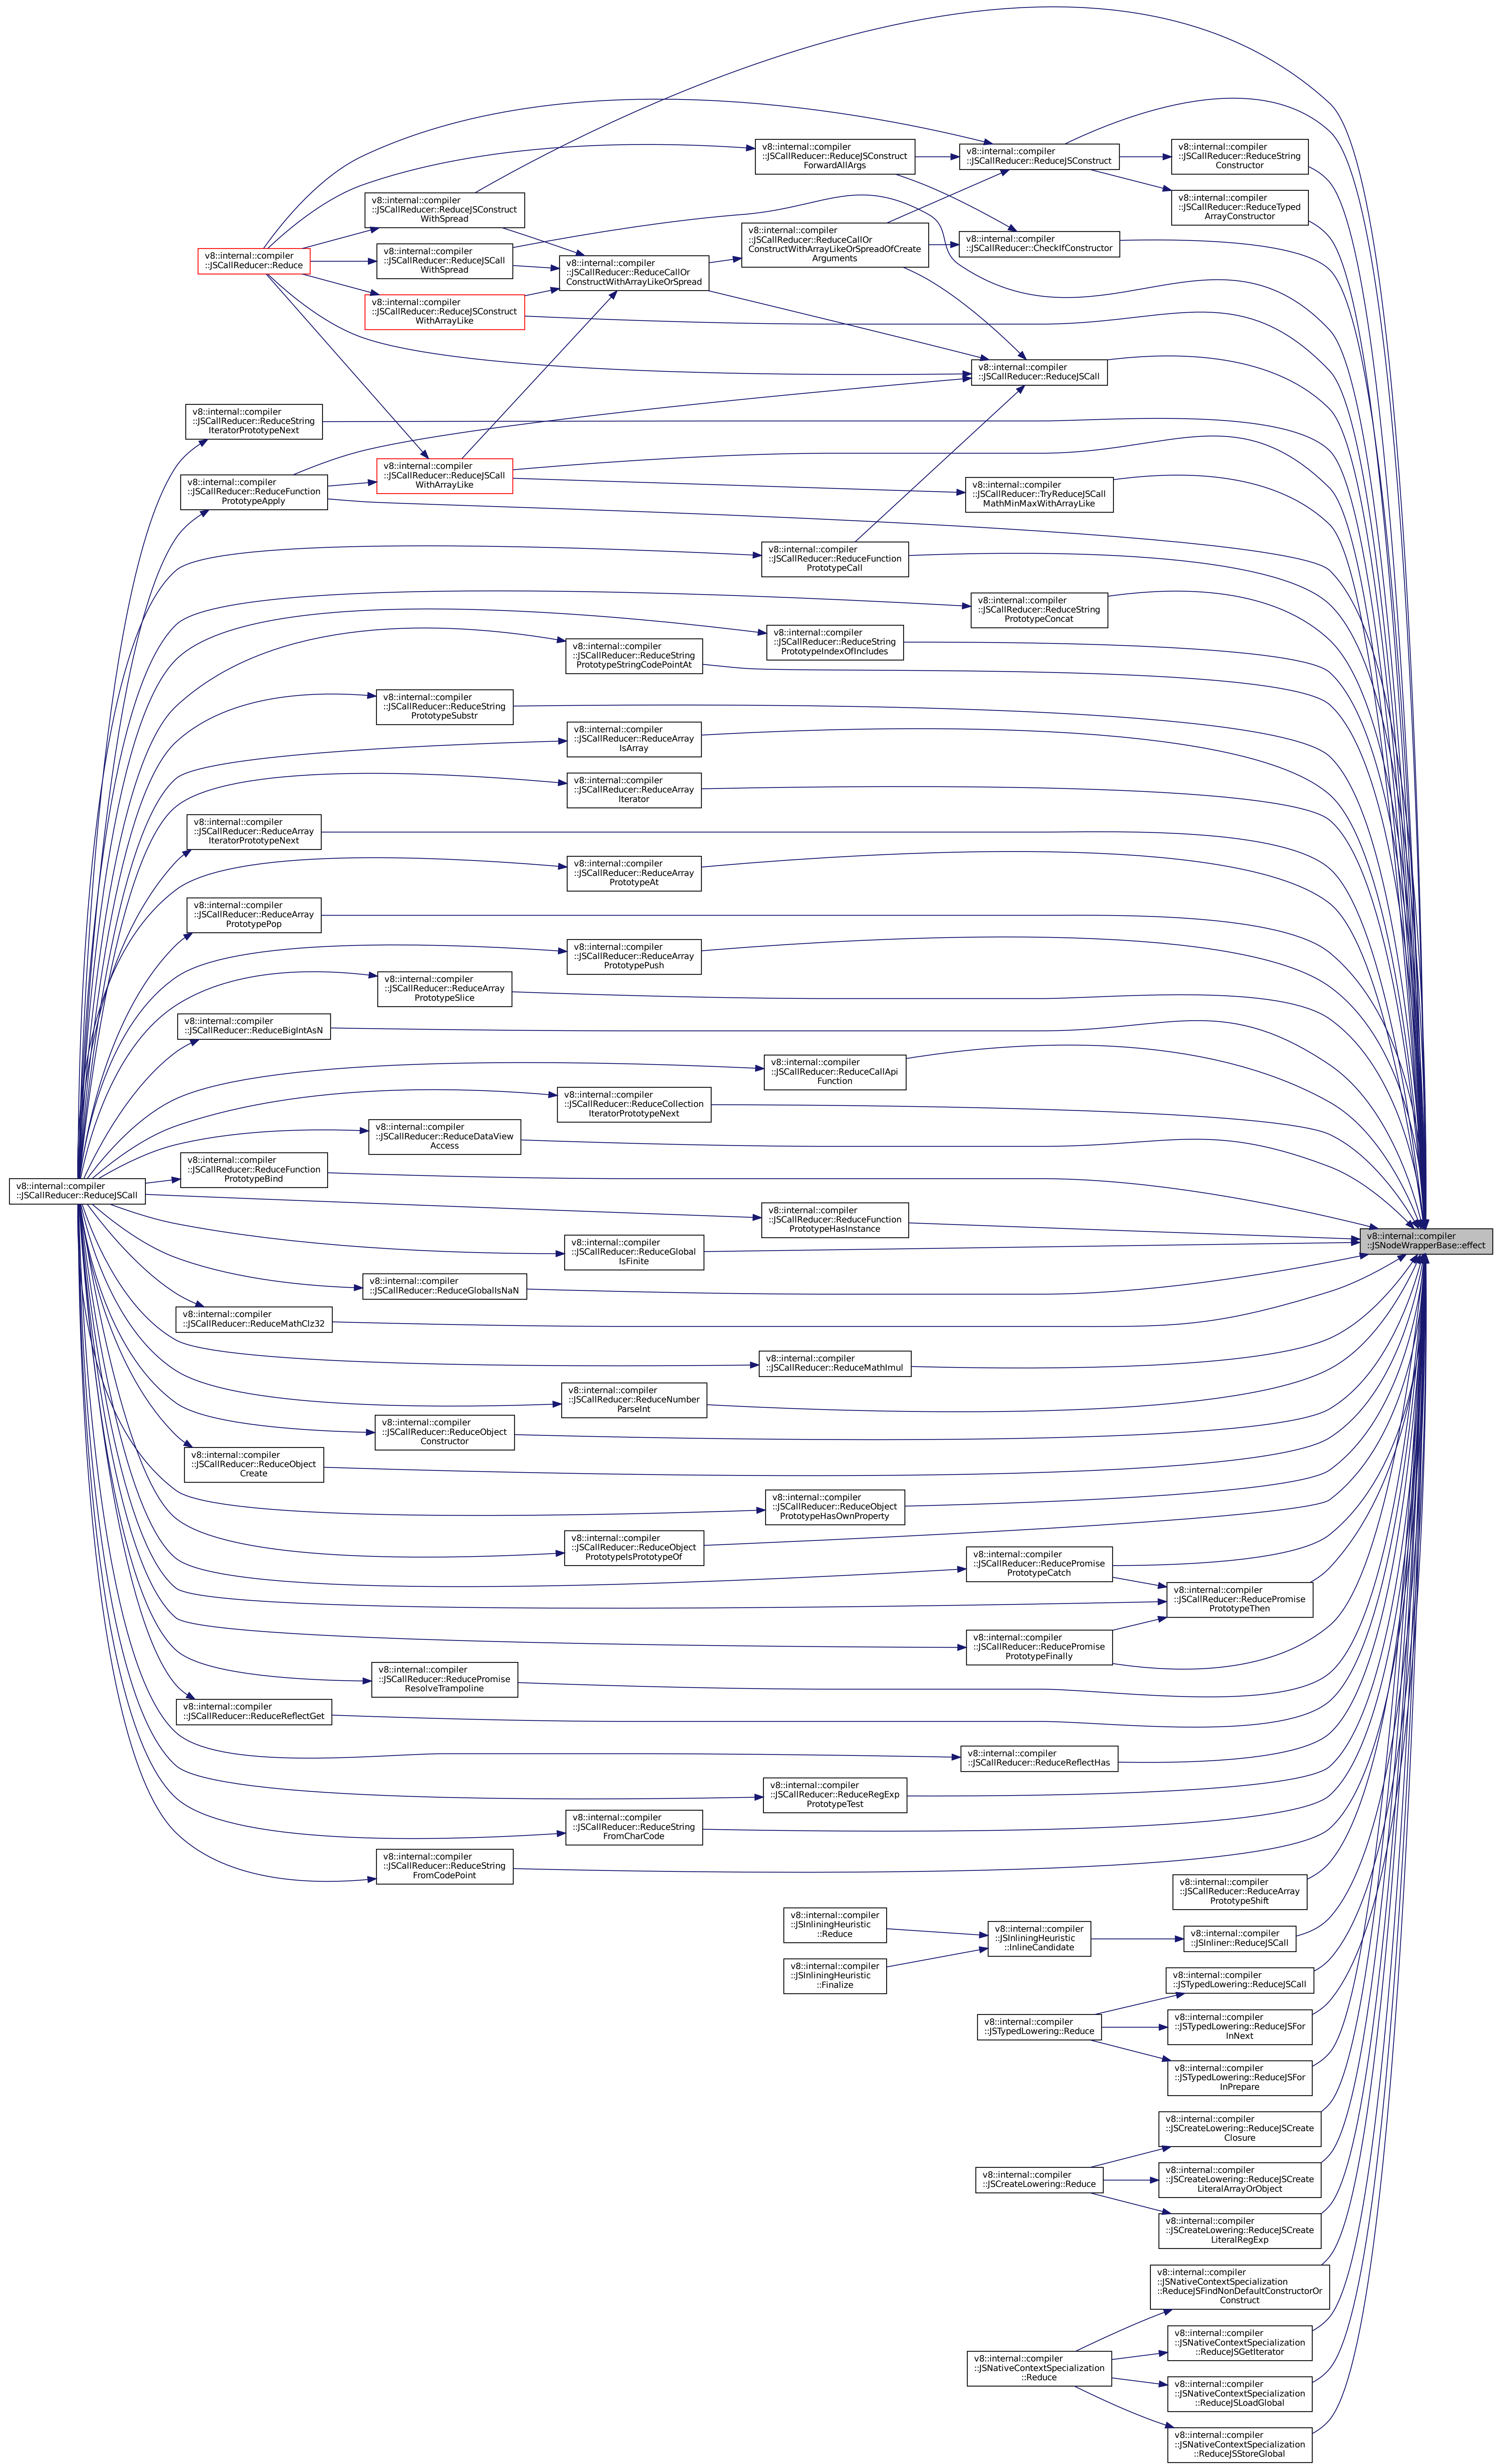 v8::internal::compiler
::JSCallReducer::ReduceJSConstruct
ForwardAllArgs
v8::internal::compiler
::JSCallReducer::ReduceJSConstruct
v8::internal::compiler
::JSCallReducer::ReduceString
Constructor
v8::internal::compiler
::JSCallReducer::ReduceJSConstruct
WithSpread
v8::internal::compiler
::JSCallReducer::ReduceTyped
ArrayConstructor
v8::internal::compiler
::JSCallReducer::ReduceCallOr
ConstructWithArrayLikeOrSpreadOfCreate
Arguments
v8::internal::compiler
::JSCallReducer::CheckIfConstructor
v8::internal::compiler
::JSCallReducer::Reduce
v8::internal::compiler
::JSCallReducer::ReduceJSCall
WithSpread
v8::internal::compiler
::JSCallReducer::ReduceCallOr
ConstructWithArrayLikeOrSpread
v8::internal::compiler
::JSCallReducer::ReduceJSConstruct
WithArrayLike
v8::internal::compiler
::JSCallReducer::ReduceJSCall
v8::internal::compiler
::JSCallReducer::ReduceString
IteratorPrototypeNext
v8::internal::compiler
::JSCallReducer::ReduceJSCall
WithArrayLike
v8::internal::compiler
::JSCallReducer::ReduceFunction
PrototypeApply
v8::internal::compiler
::JSCallReducer::TryReduceJSCall
MathMinMaxWithArrayLike
v8::internal::compiler
::JSCallReducer::ReduceFunction
PrototypeCall
v8::internal::compiler
::JSCallReducer::ReduceString
PrototypeConcat
v8::internal::compiler
::JSCallReducer::ReduceString
PrototypeIndexOfIncludes
v8::internal::compiler
::JSCallReducer::ReduceString
PrototypeStringCodePointAt
v8::internal::compiler
::JSCallReducer::ReduceString
PrototypeSubstr
v8::internal::compiler
::JSCallReducer::ReduceArray
IsArray
v8::internal::compiler
::JSCallReducer::ReduceArray
Iterator
v8::internal::compiler
::JSCallReducer::ReduceArray
IteratorPrototypeNext
v8::internal::compiler
::JSCallReducer::ReduceArray
PrototypeAt
v8::internal::compiler
::JSCallReducer::ReduceArray
PrototypePop
v8::internal::compiler
::JSCallReducer::ReduceArray
PrototypePush
v8::internal::compiler
::JSCallReducer::ReduceArray
PrototypeSlice
v8::internal::compiler
::JSCallReducer::ReduceBigIntAsN
v8::internal::compiler
::JSCallReducer::ReduceCallApi
Function
v8::internal::compiler
::JSCallReducer::ReduceCollection
IteratorPrototypeNext
v8::internal::compiler
::JSCallReducer::ReduceDataView
Access
v8::internal::compiler
::JSCallReducer::ReduceFunction
PrototypeBind
v8::internal::compiler
::JSCallReducer::ReduceJSCall
v8::internal::compiler
::JSCallReducer::ReduceFunction
PrototypeHasInstance
v8::internal::compiler
::JSNodeWrapperBase::effect
v8::internal::compiler
::JSCallReducer::ReduceGlobal
IsFinite
v8::internal::compiler
::JSCallReducer::ReduceGlobalIsNaN
v8::internal::compiler
::JSCallReducer::ReduceMathClz32
v8::internal::compiler
::JSCallReducer::ReduceMathImul
v8::internal::compiler
::JSCallReducer::ReduceNumber
ParseInt
v8::internal::compiler
::JSCallReducer::ReduceObject
Constructor
v8::internal::compiler
::JSCallReducer::ReduceObject
Create
v8::internal::compiler
::JSCallReducer::ReduceObject
PrototypeHasOwnProperty
v8::internal::compiler
::JSCallReducer::ReduceObject
PrototypeIsPrototypeOf
v8::internal::compiler
::JSCallReducer::ReducePromise
PrototypeCatch
v8::internal::compiler
::JSCallReducer::ReducePromise
PrototypeThen
v8::internal::compiler
::JSCallReducer::ReducePromise
PrototypeFinally
v8::internal::compiler
::JSCallReducer::ReducePromise
ResolveTrampoline
v8::internal::compiler
::JSCallReducer::ReduceReflectGet
v8::internal::compiler
::JSCallReducer::ReduceReflectHas
v8::internal::compiler
::JSCallReducer::ReduceRegExp
PrototypeTest
v8::internal::compiler
::JSCallReducer::ReduceString
FromCharCode
v8::internal::compiler
::JSCallReducer::ReduceString
FromCodePoint
v8::internal::compiler
::JSCallReducer::ReduceArray
PrototypeShift
v8::internal::compiler
::JSInliningHeuristic
::Reduce
v8::internal::compiler
::JSInliningHeuristic
::InlineCandidate
v8::internal::compiler
::JSInliner::ReduceJSCall
v8::internal::compiler
::JSInliningHeuristic
::Finalize
v8::internal::compiler
::JSTypedLowering::ReduceJSCall
v8::internal::compiler
::JSTypedLowering::Reduce
v8::internal::compiler
::JSTypedLowering::ReduceJSFor
InNext
v8::internal::compiler
::JSTypedLowering::ReduceJSFor
InPrepare
v8::internal::compiler
::JSCreateLowering::ReduceJSCreate
Closure
v8::internal::compiler
::JSCreateLowering::Reduce
v8::internal::compiler
::JSCreateLowering::ReduceJSCreate
LiteralArrayOrObject
v8::internal::compiler
::JSCreateLowering::ReduceJSCreate
LiteralRegExp
v8::internal::compiler
::JSNativeContextSpecialization
::ReduceJSFindNonDefaultConstructorOr
Construct
v8::internal::compiler
::JSNativeContextSpecialization
::ReduceJSGetIterator
v8::internal::compiler
::JSNativeContextSpecialization
::Reduce
v8::internal::compiler
::JSNativeContextSpecialization
::ReduceJSLoadGlobal
v8::internal::compiler
::JSNativeContextSpecialization
::ReduceJSStoreGlobal